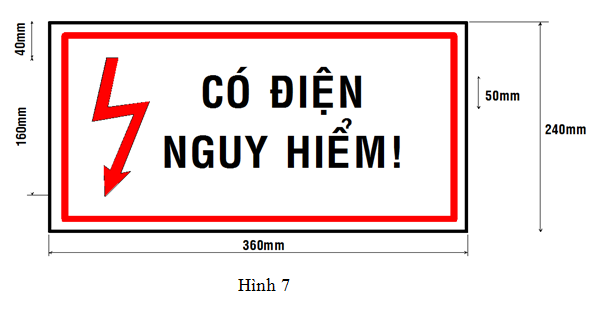 40mm
160mm
CÓ ĐIỆN
NGUY HIỂM!
50mm
240mm
360mm
Hình 7